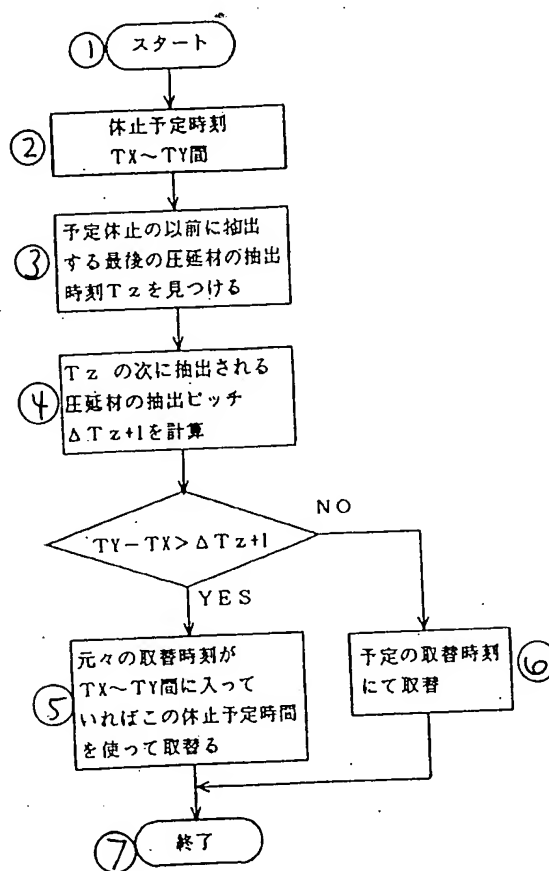 ① スタート
② 休止予定時刻
TX~TY間
③ 予定休止の以前に抽出
する最後の圧延材の抽出
時刻Tzを見つける
④ Tz の次に抽出される
圧延材の抽出ピッチ
ΔTz+1を計算
TY-TX>ΔTz+1
NO
YES
⑤ 元々の取替時刻が
TX~TY間に入って
いればこの休止予定時間
を使って取替る
⑥ 予定の取替時刻
にて取替
⑦ 終了